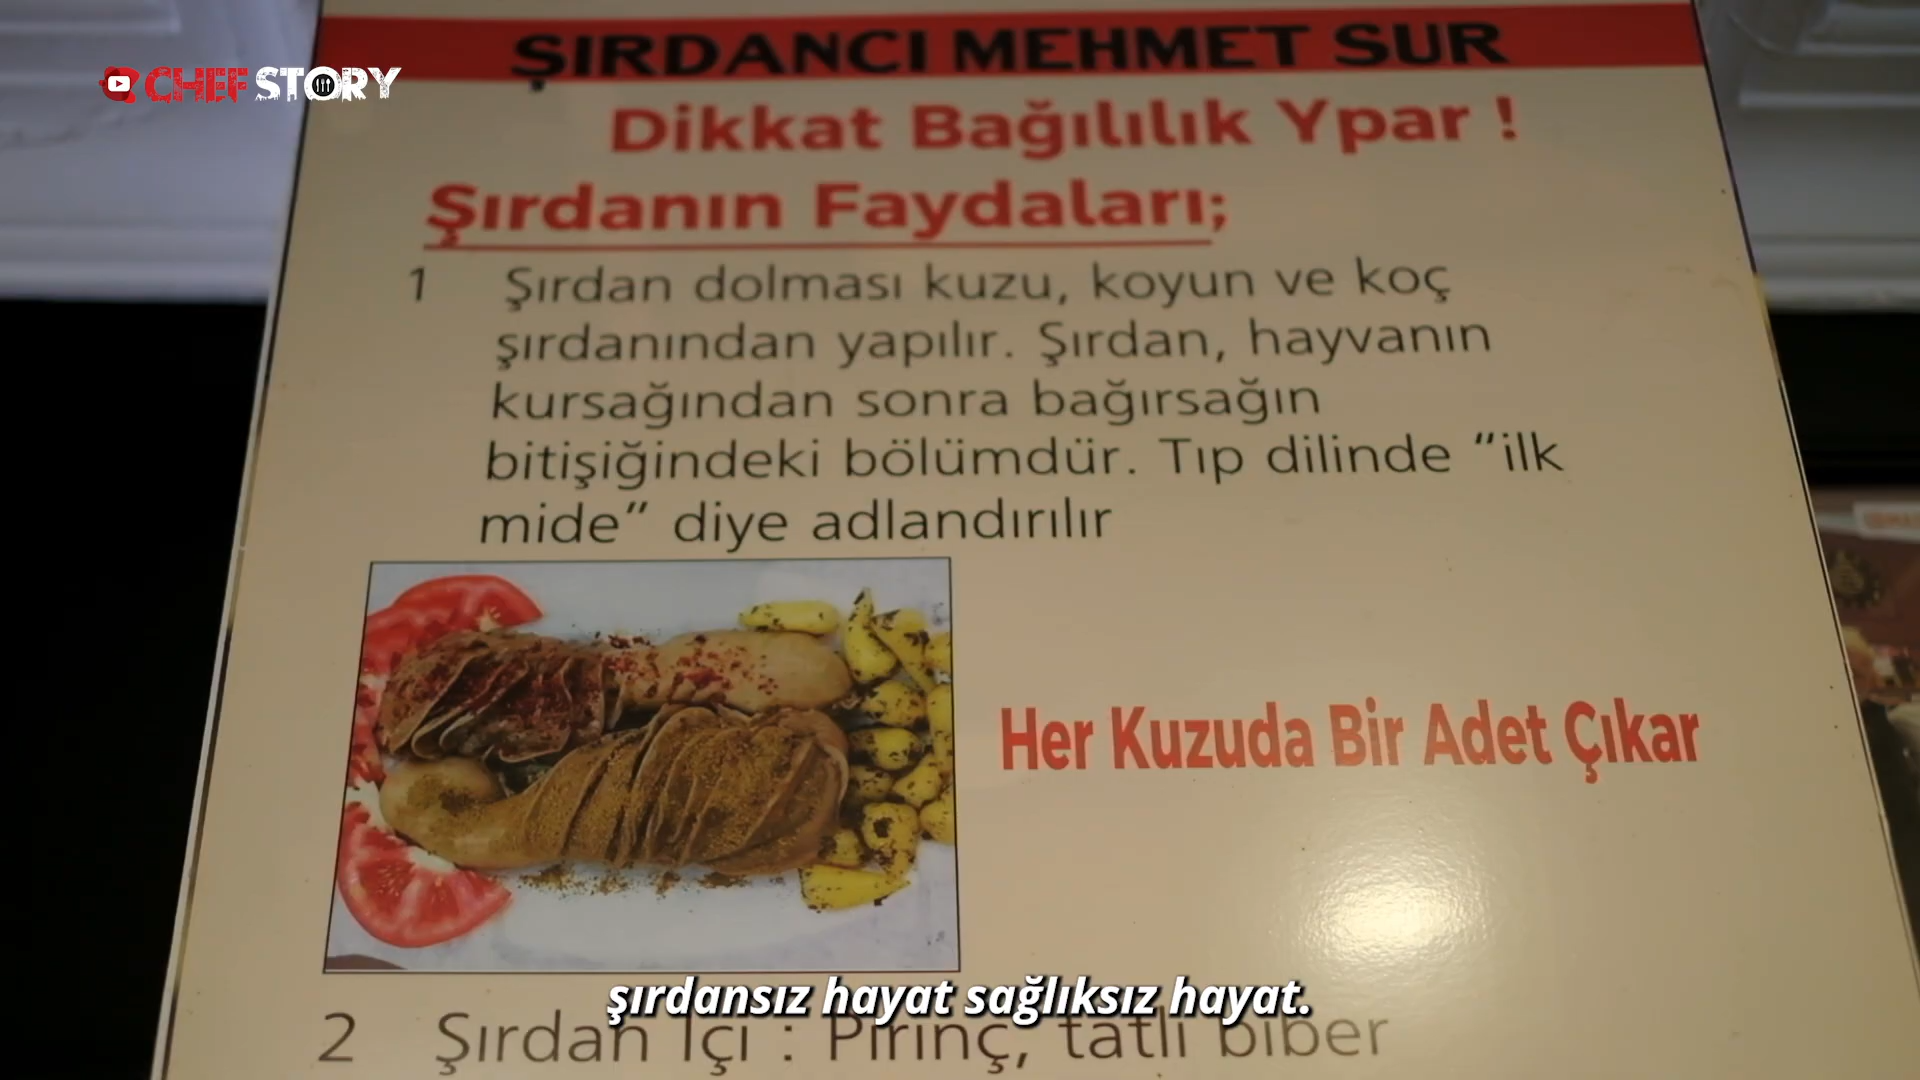 ŞIRDANCI MEHMET SUR
CHEF STORY
Dikkat Bağılılık Ypar !
Şırdanın Faydaları;
1 Şırdan dolması kuzu, koyun ve koç
şırdanından yapılır. Şırdan, hayvanın
kursağından sonra bağırsağın
bitişiğindeki bölümdür. Tıp dilinde “ilk
mide” diye adlandırılır
Her Kuzuda Bir Adet Çıkar
şırdansız hayat sağlıksız hayat.
2 Şırdan İçi : Pirinç, tatlı biber